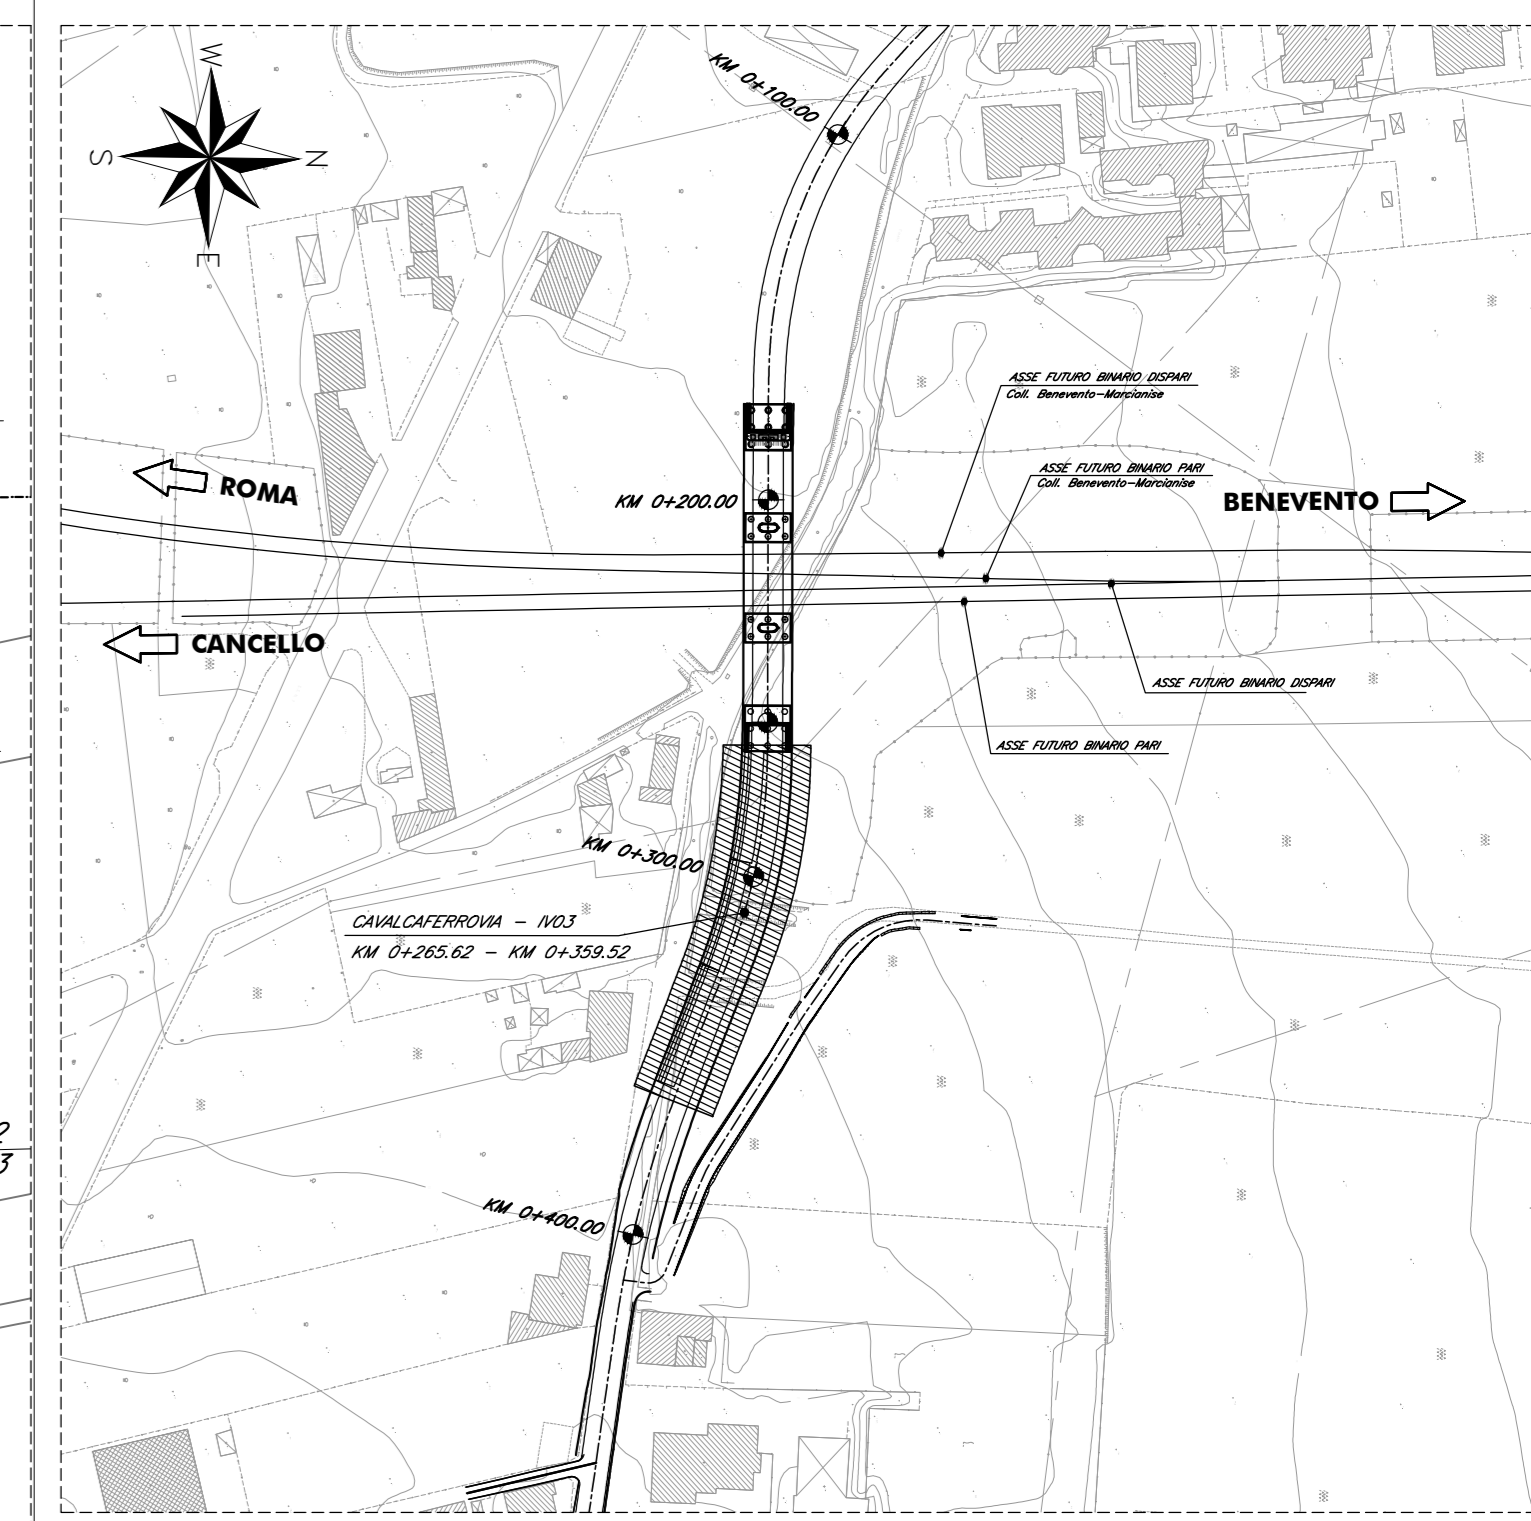 W
S
N
E
KM 0+100.00
ASSE FUTURO BINARIO DISPARI
Coll. Benevento-Marcianise
ASSE FUTURO BINARIO PARI
Coll. Benevento-Marcianise
ROMA
KM 0+200.00
BENEVENTO
CANCELLO
ASSE FUTURO BINARIO DISPARI
ASSE FUTURO BINARIO PARI
KM 0+300.00
CAVALCAFERROVIA - IV03
KM 0+265.62 - KM 0+359.52
2
3
KM 0+400.00